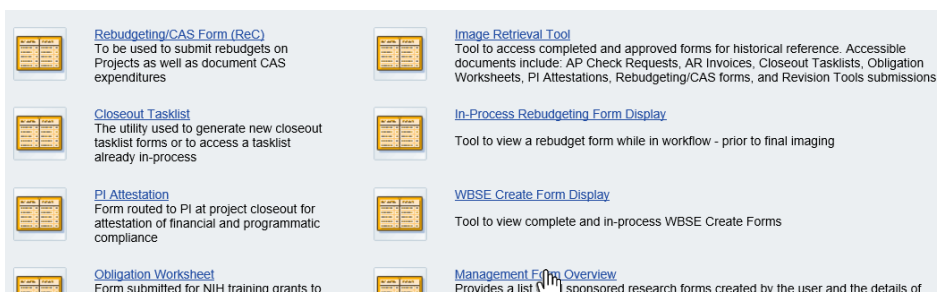 Rebudgeting/CAS Form (ReC)
To be used to submit rebudgets on
Projects as well as document CAS
expenditures
Image Retrieval Tool
Tool to access completed and approved forms for historical reference. Accessible
documents include: AP Check Requests, AR Invoices, Closeout Tasklists, Obligation
Worksheets, PI Attestations, Rebudgeting/CAS forms, and Revision Tools submissions
Closeout Tasklist
The utility used to generate new closeout
tasklist forms or to access a tasklist
already in-process
In-Process Rebudgeting Form Display
Tool to view a rebudget form while in workflow - prior to final imaging
PI Attestation
Form routed to PI at project closeout for
attestation of financial and programmatic
compliance
WBSE Create Form Display
Tool to view complete and in-process WBSE Create Forms
Obligation Worksheet
Form submitted for NIH training grants to
Management Form Overview
Provides a list sponsored research forms created by the user and the details of